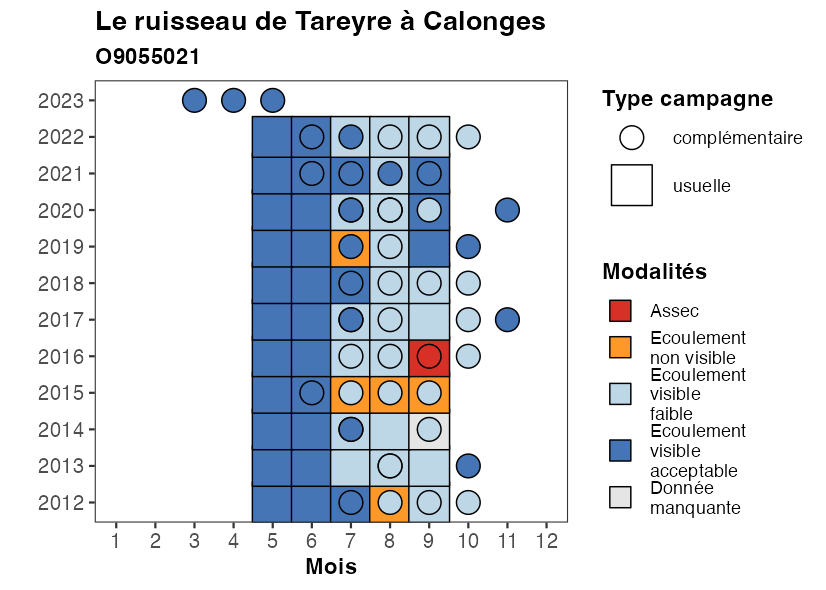 Le ruisseau de Tareyre à Calonges
O9055021
2023
2022
2021
2020
2019
2018
2017
2016
2015
2014
2013
2012
1 2 3 4 5 6 7 8 9 10 11 12
Mois
Type campagne
complémentaire
usuelle
Modalités
Assec
Ecoulement
non visible
Ecoulement
visible
faible
Ecoulement
visible
acceptable
Donnée
manquante